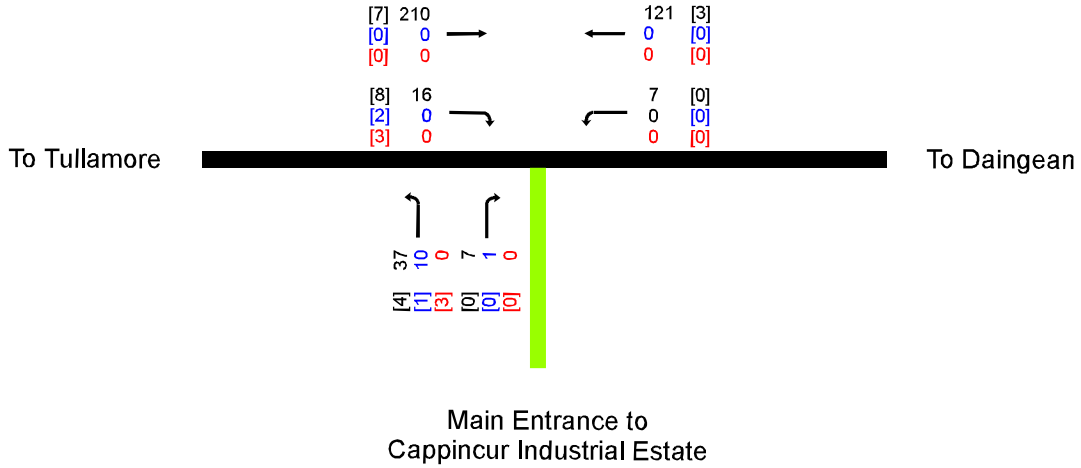 [7] 210
[0] 0
[0] 0
121 [3]
0 [0]
0 [0]
[8] 16
[2] 0
[3] 0
7 [0]
0 [0]
0 [0]
To Tullamore
To Daingean
37 10 0 7 1 0
[4] [1] [3] [0] [0] [0]
Main Entrance to
Cappincur Industrial Estate